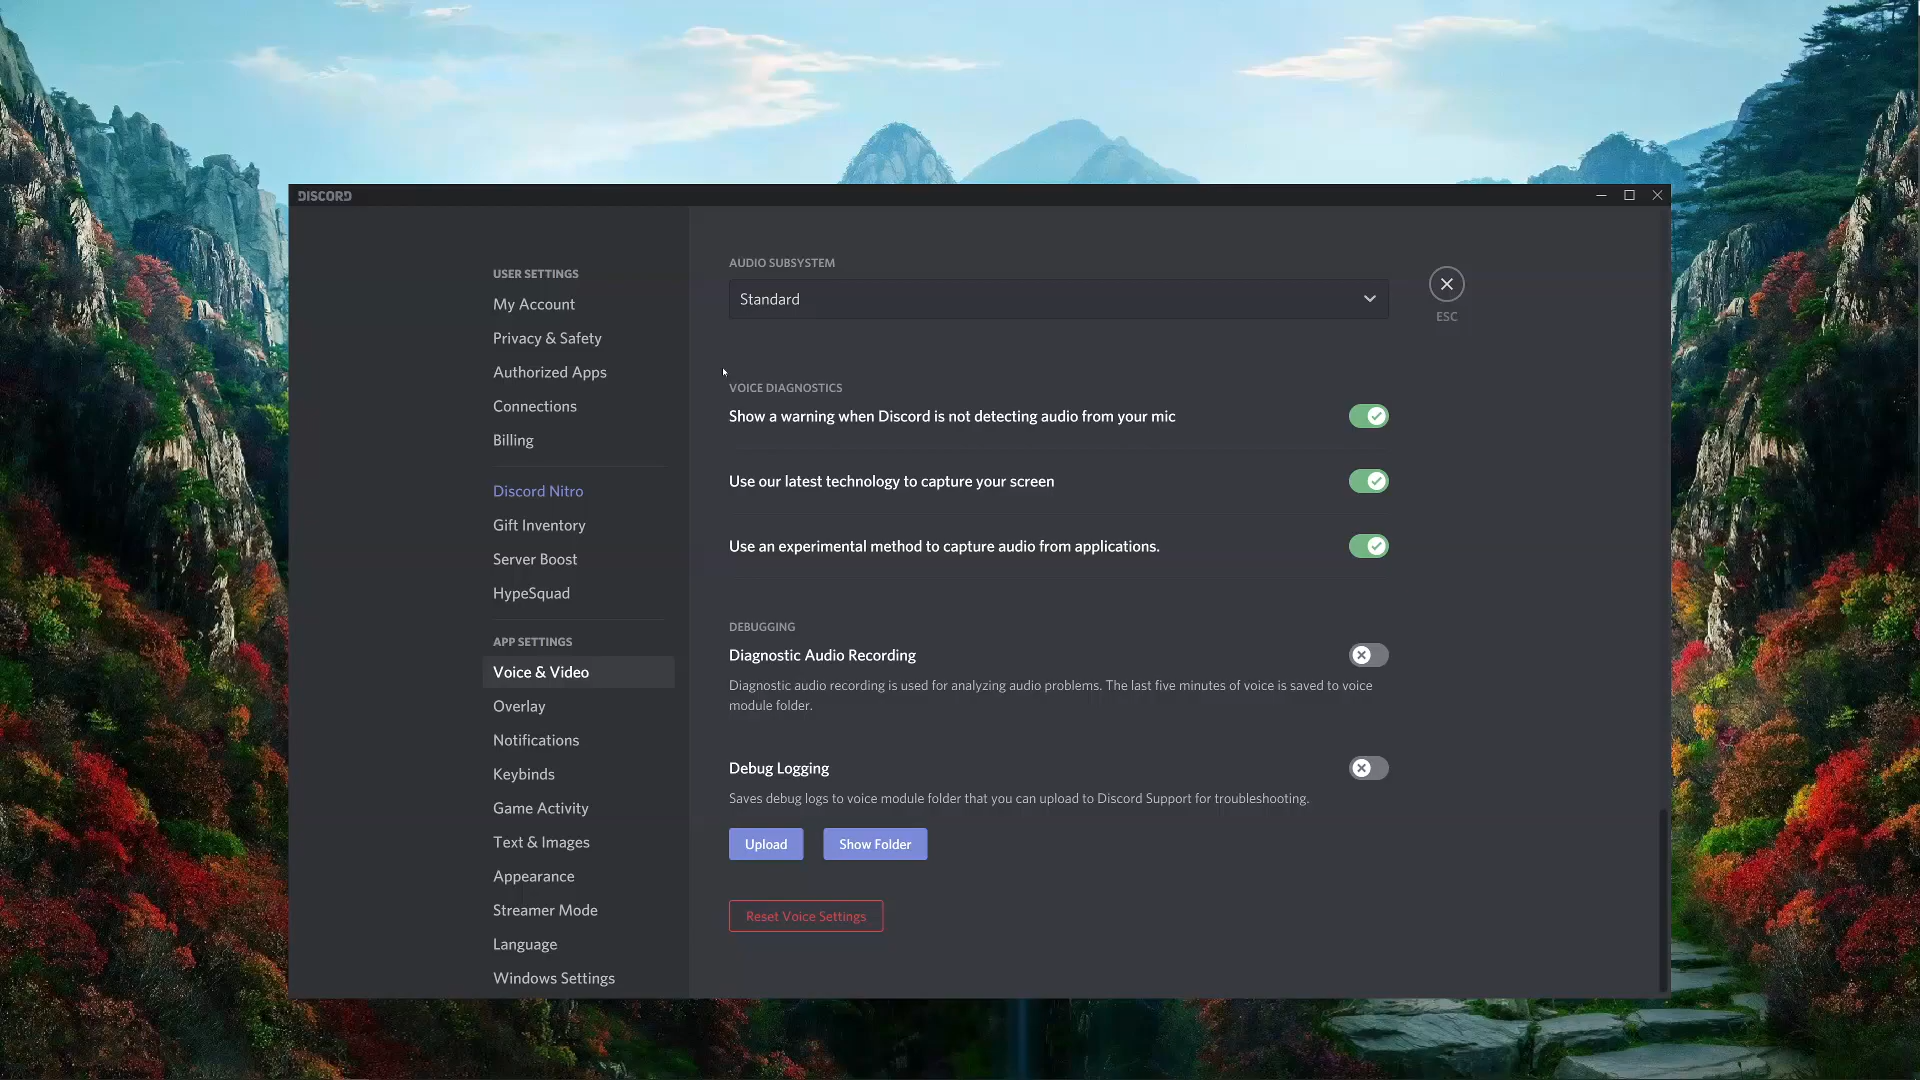 DISCORD
USER SETTINGS
My Account
Privacy & Safety
Authorized Apps
Connections
Billing
Discord Nitro
Gift Inventory
Server Boost
HypeSquad
APP SETTINGS
Voice & Video
Overlay
Notifications
Keybinds
Game Activity
Text & Images
Appearance
Streamer Mode
Language
Windows Settings
AUDIO SUBSYSTEM
Standard
VOICE DIAGNOSTICS
Show a warning when Discord is not detecting audio from your mic
Use our latest technology to capture your screen
Use an experimental method to capture audio from applications.
DEBUGGING
Diagnostic Audio Recording
Diagnostic audio recording is used for analyzing audio problems. The last five minutes of voice is saved to voice
module folder.
Debug Logging
Saves debug logs to voice module folder that you can upload to Discord Support for troubleshooting.
Upload
Show Folder
Reset Voice Settings
ESC